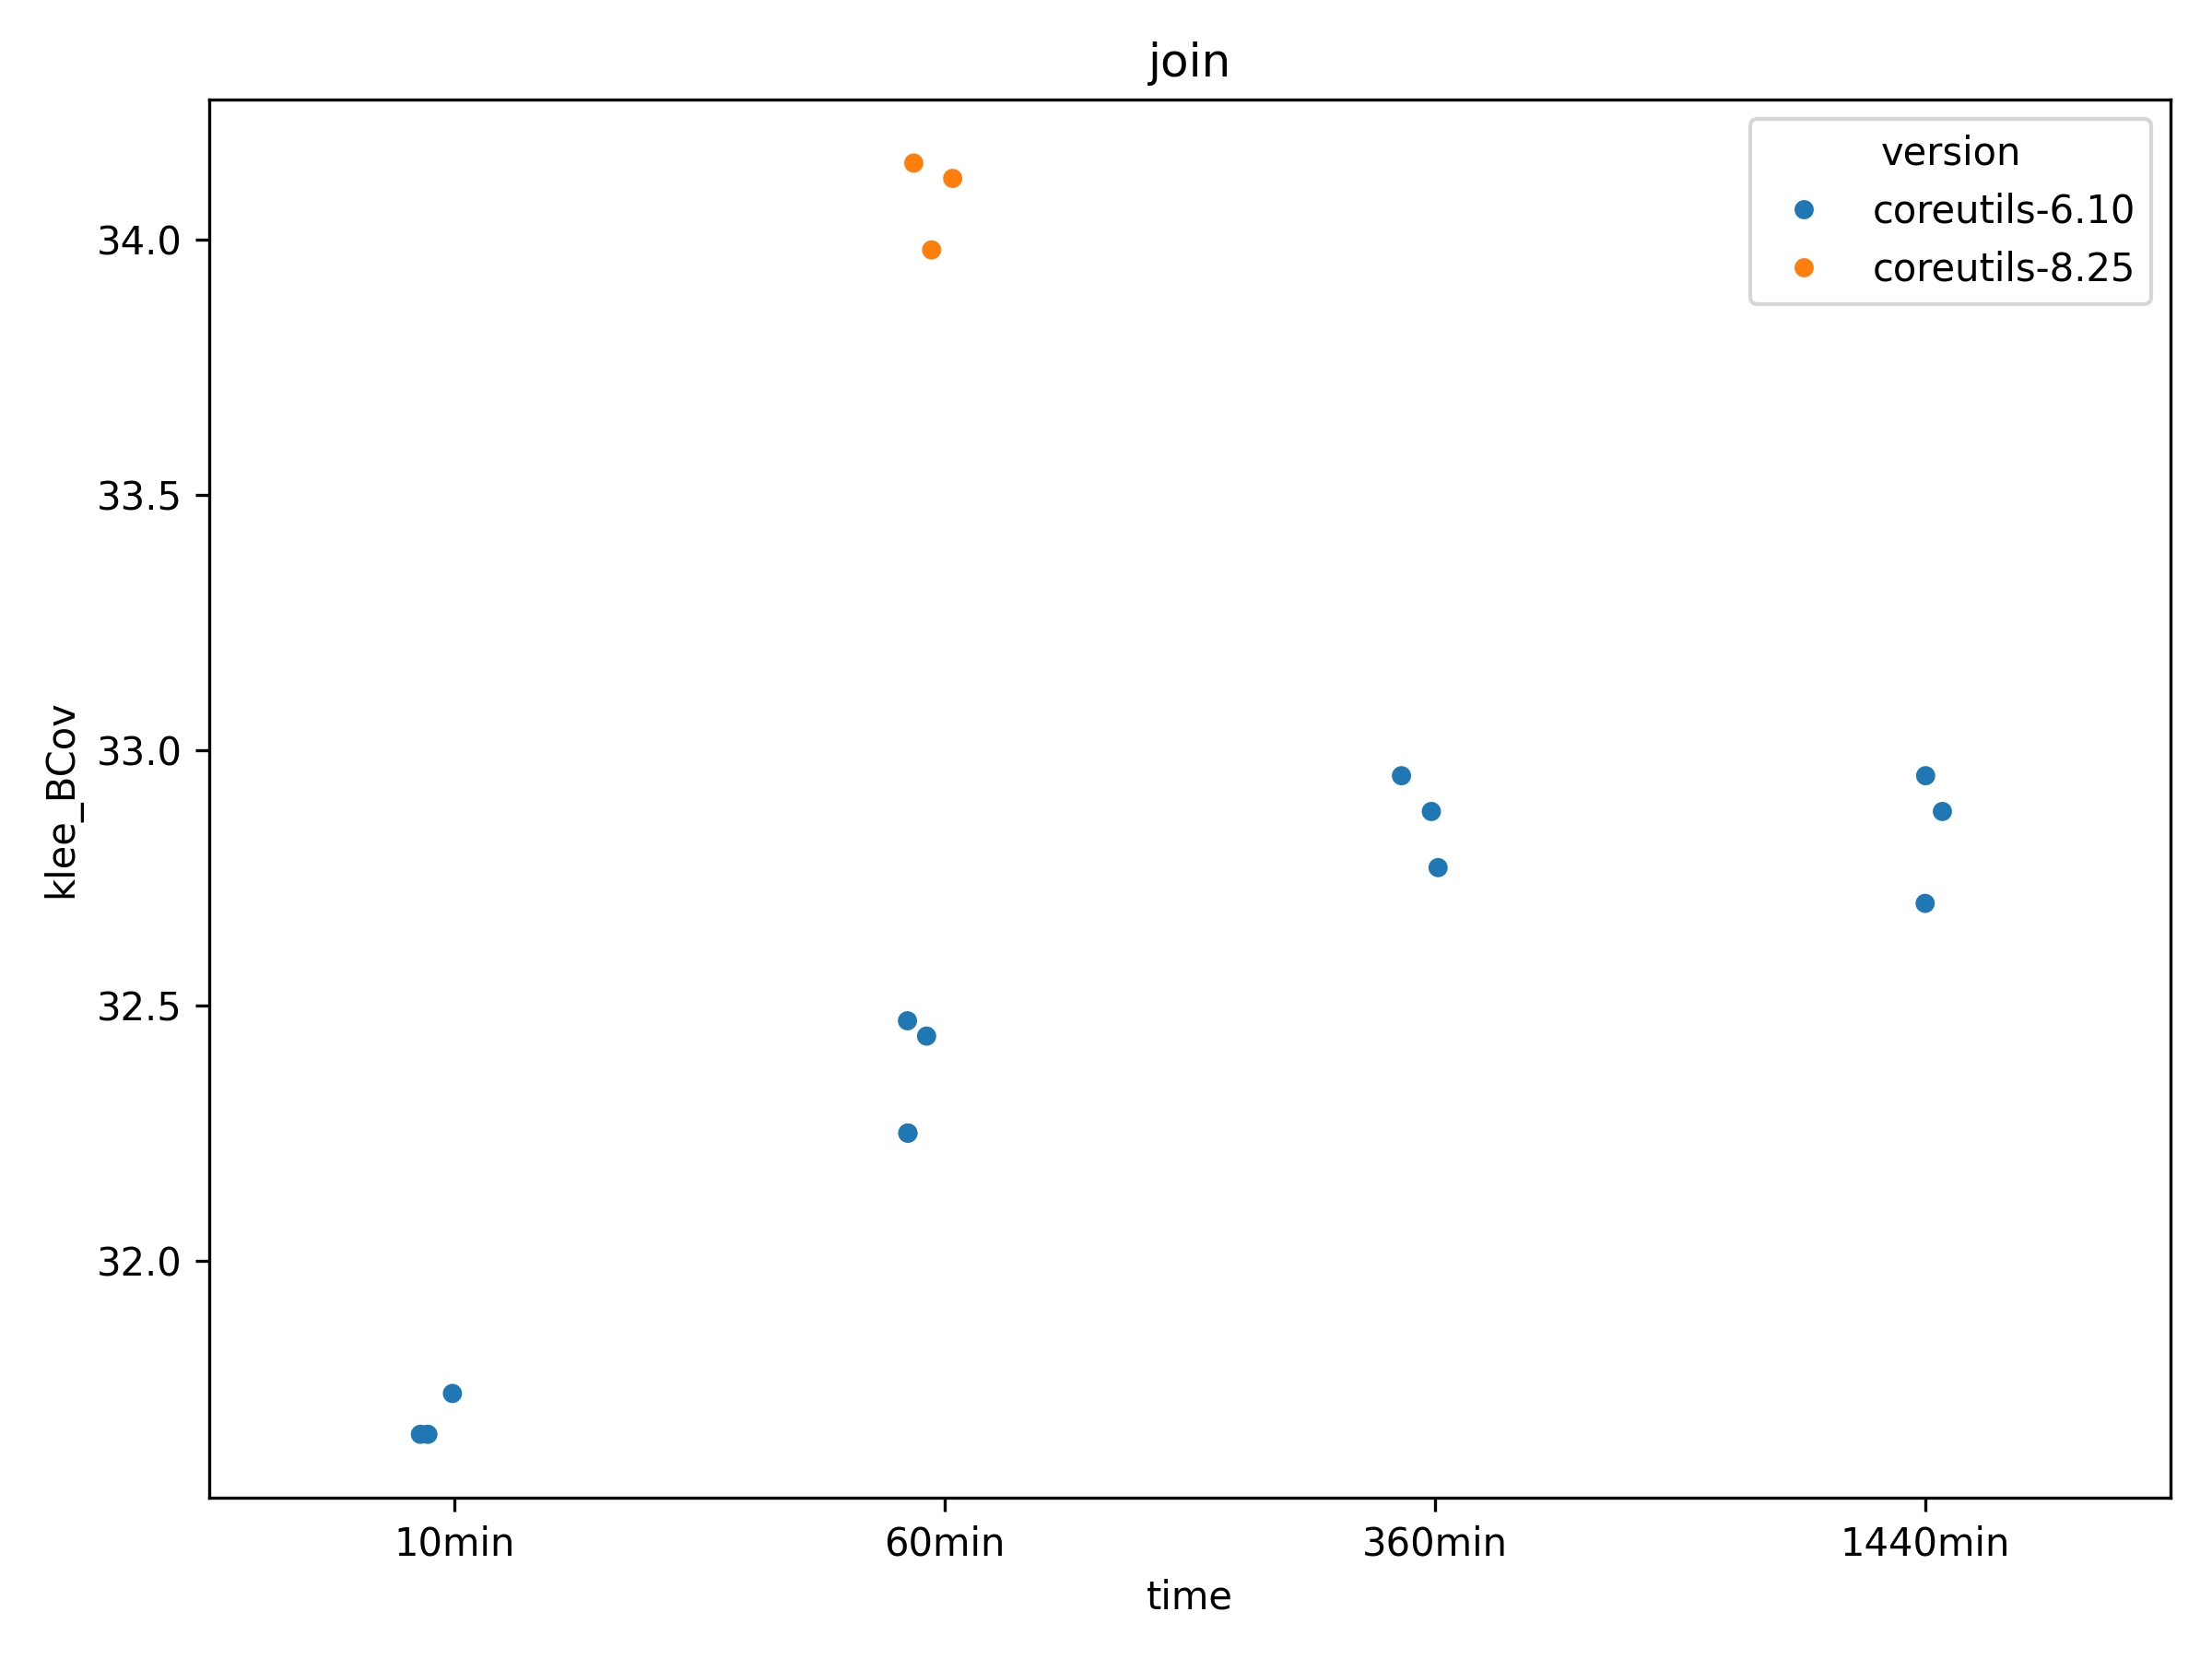 join
version
coreutils-6.10
coreutils-8.25
34.0
33.5
33.0
32.5
32.0
klee_BCov
10min 60min 360min 1440min
time